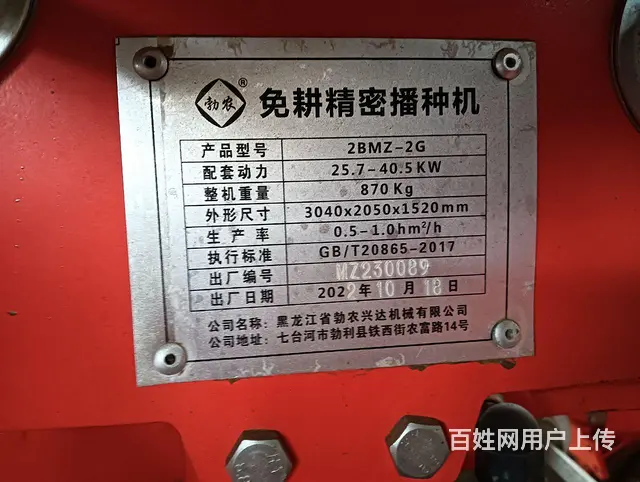 勃农®
免耕精密播种机
产品型号 2BMZ-2G
配套动力 25.7-40.5KW
整机重量 870Kg
外形尺寸 3040x2050x1520mm
生产率 0.5-1.0hm²/h
执行标准 GB/T20865-2017
出厂编号 MZ230089
出厂日期 2022年10月18日
公司名称：黑龙江省勃农兴达机械有限公司
公司地址：七台河市勃利县铁西街农富路14号
百姓网用户上传